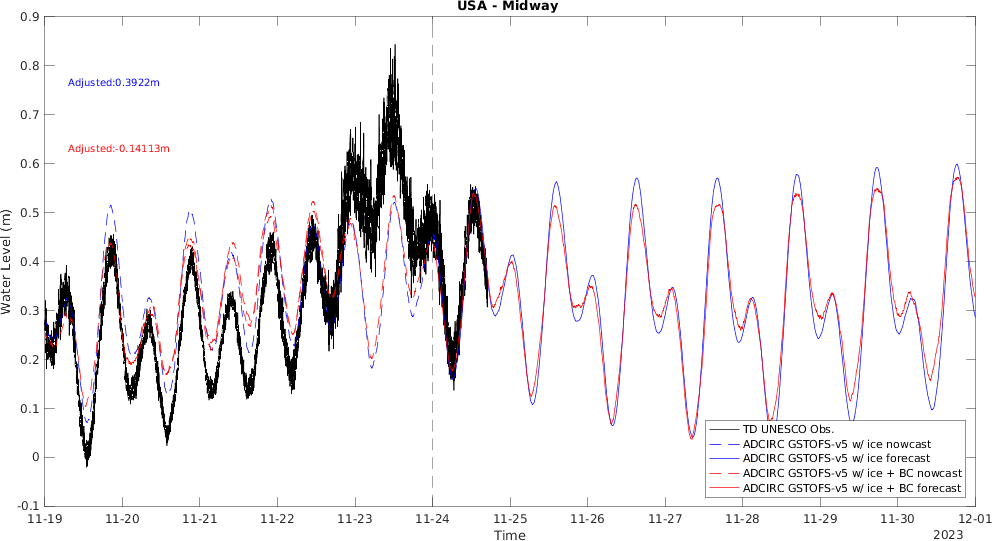 USA - Midway
0.9
0.8
0.7
0.6
0.5
0.4
0.3
0.2
0.1
0
-0.1
Water Level (m)
Adjusted:0.3922m
Adjusted:-0.14113m
TD UNESCO Obs.
ADCIRC GSTOFS-v5 w/ ice nowcast
ADCIRC GSTOFS-v5 w/ ice forecast
ADCIRC GSTOFS-v5 w/ ice + BC nowcast
ADCIRC GSTOFS-v5 w/ ice + BC forecast
11-19 11-20 11-21 11-22 11-23 11-24 11-25 11-26 11-27 11-28 11-29 11-30 12-01
Time
2023